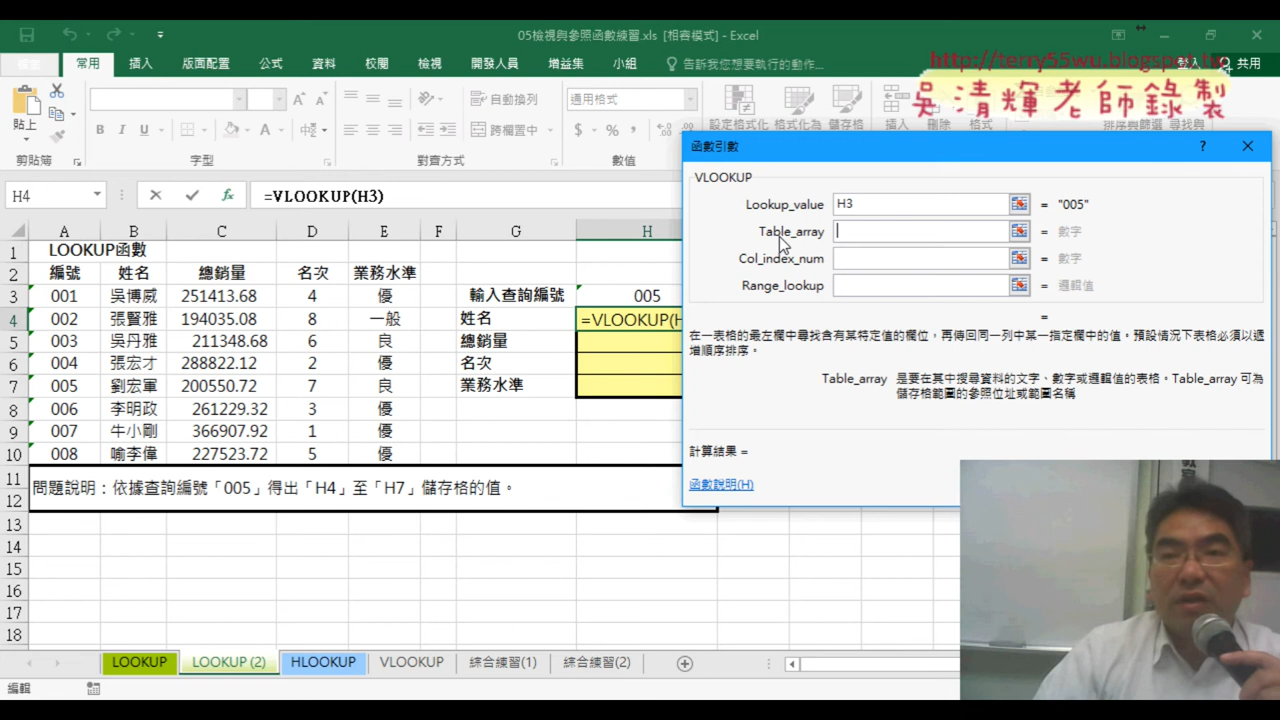 05檢視與參照函數練習.xls [相容模式] - Excel
常用 插入 版面配置 公式 資料 校閱 檢視 開發人員 增益集 小組 告訴我您想要執行的動作... 登入 共用
http://terry55wu.blogspot.tw
吳清輝老師錄製
貼上 自動換列 通用格式
B I U A 中 跨欄置中 $ % 設定格式化 格式化為 儲存格 插入 刪除 格式 排序與篩選 尋找與
剪貼簿 字型 對齊方式 數值
H4 fx =VLOOKUP(H3)
函數引數 ?
VLOOKUP
Lookup_value H3 = "005"
Table_array = 數字
Col_index_num = 數字
Range_lookup = 邏輯值
=
在一表格的最左欄中尋找含有某特定值的欄位，再傳回同一列中某一指定欄中的值。預設情況下表格必須以遞
增順序排序。
Table_array 是要在其中搜尋資料的文字、數字或邏輯值的表格。Table_array 可為
儲存格範圍的參照位址或範圍名稱
計算結果 =
函數說明(H)
A B C D E F G H
1 LOOKUP函數
2 編號 姓名 總銷量 名次 業務水準
3 001 吳博威 251413.68 4 優 輸入查詢編號 005
4 002 張賢雅 194035.08 8 一般 姓名 =VLOOKUP(H
5 003 吳丹雅 211348.68 6 良 總銷量
6 004 張宏才 288822.12 2 優 名次
7 005 劉宏軍 200550.72 7 良 業務水準
8 006 李明政 261229.32 3 優
9 007 牛小剛 366907.92 1 優
10 008 喻李偉 227523.72 5 優
11
問題說明：依據查詢編號「005」得出「H4」至「H7」儲存格的值。
12
13
14
15
16
17
18
LOOKUP LOOKUP (2) HLOOKUP VLOOKUP 綜合練習(1) 綜合練習(2)
編輯